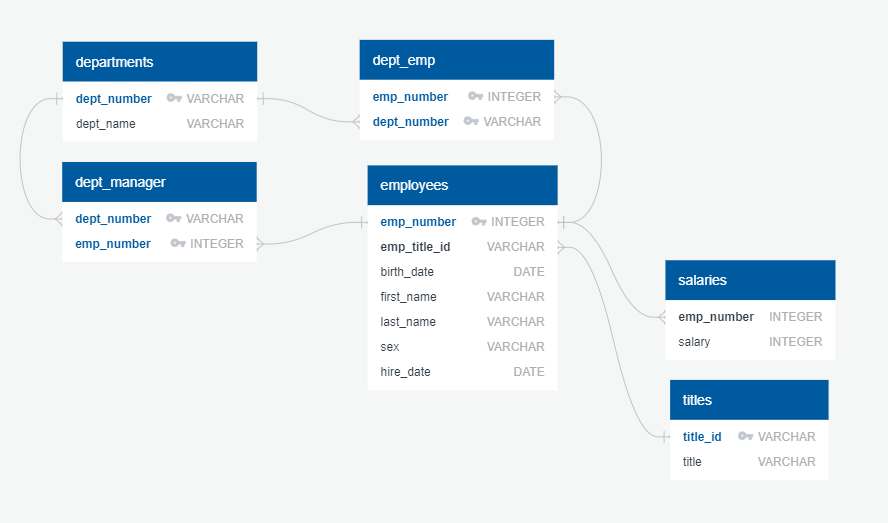 departments
dept_number VARCHAR
dept_name VARCHAR
dept_manager
dept_number VARCHAR
emp_number INTEGER
dept_emp
emp_number INTEGER
dept_number VARCHAR
employees
emp_number INTEGER
emp_title_id VARCHAR
birth_date DATE
first_name VARCHAR
last_name VARCHAR
sex VARCHAR
hire_date DATE
salaries
emp_number INTEGER
salary INTEGER
titles
title_id VARCHAR
title VARCHAR